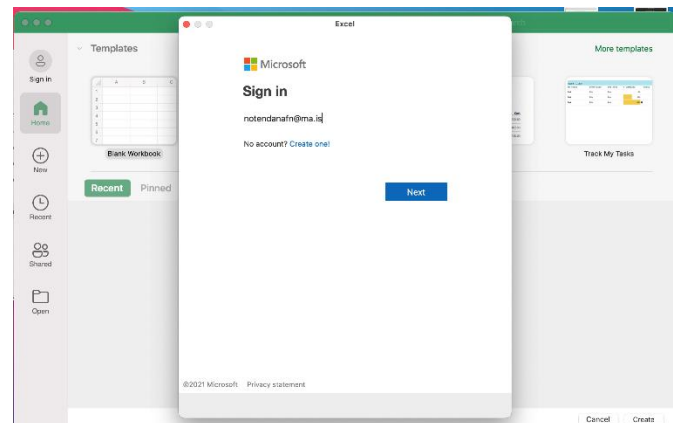 Excel
Templates
More templates
Sign in
Home
New
Recent
Shared
Open
Blank Workbook
Track My Tasks
Recent Pinned
Microsoft
Sign in
notendanafn@ma.is
No account? Create one!
Next
©2021 Microsoft Privacy statement
Cancel Create